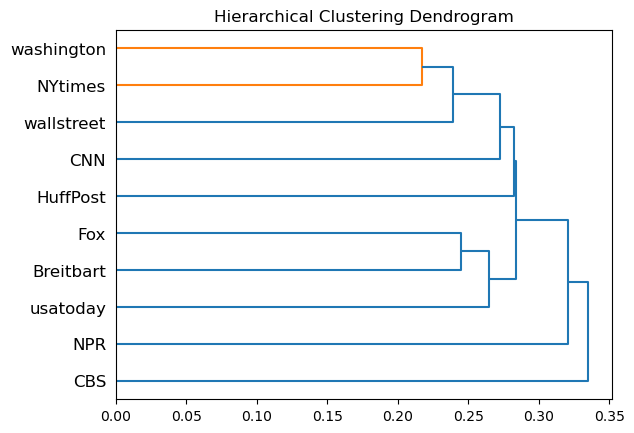 Hierarchical Clustering Dendrogram
washington
NYtimes
wallstreet
CNN
HuffPost
Fox
Breitbart
usatoday
NPR
CBS
0.00 0.05 0.10 0.15 0.20 0.25 0.30 0.35